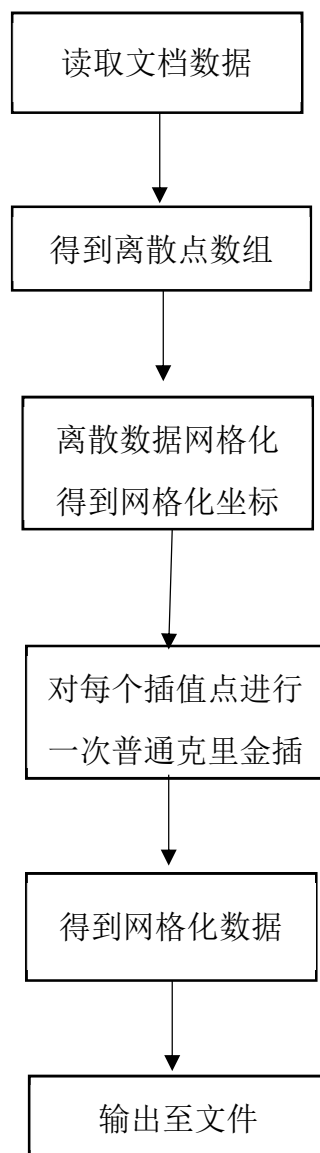 读取文档数据
得到离散点数组
离散数据网格化
得到网格化坐标
对每个插值点进行
一次普通克里金插
得到网格化数据
输出至文件